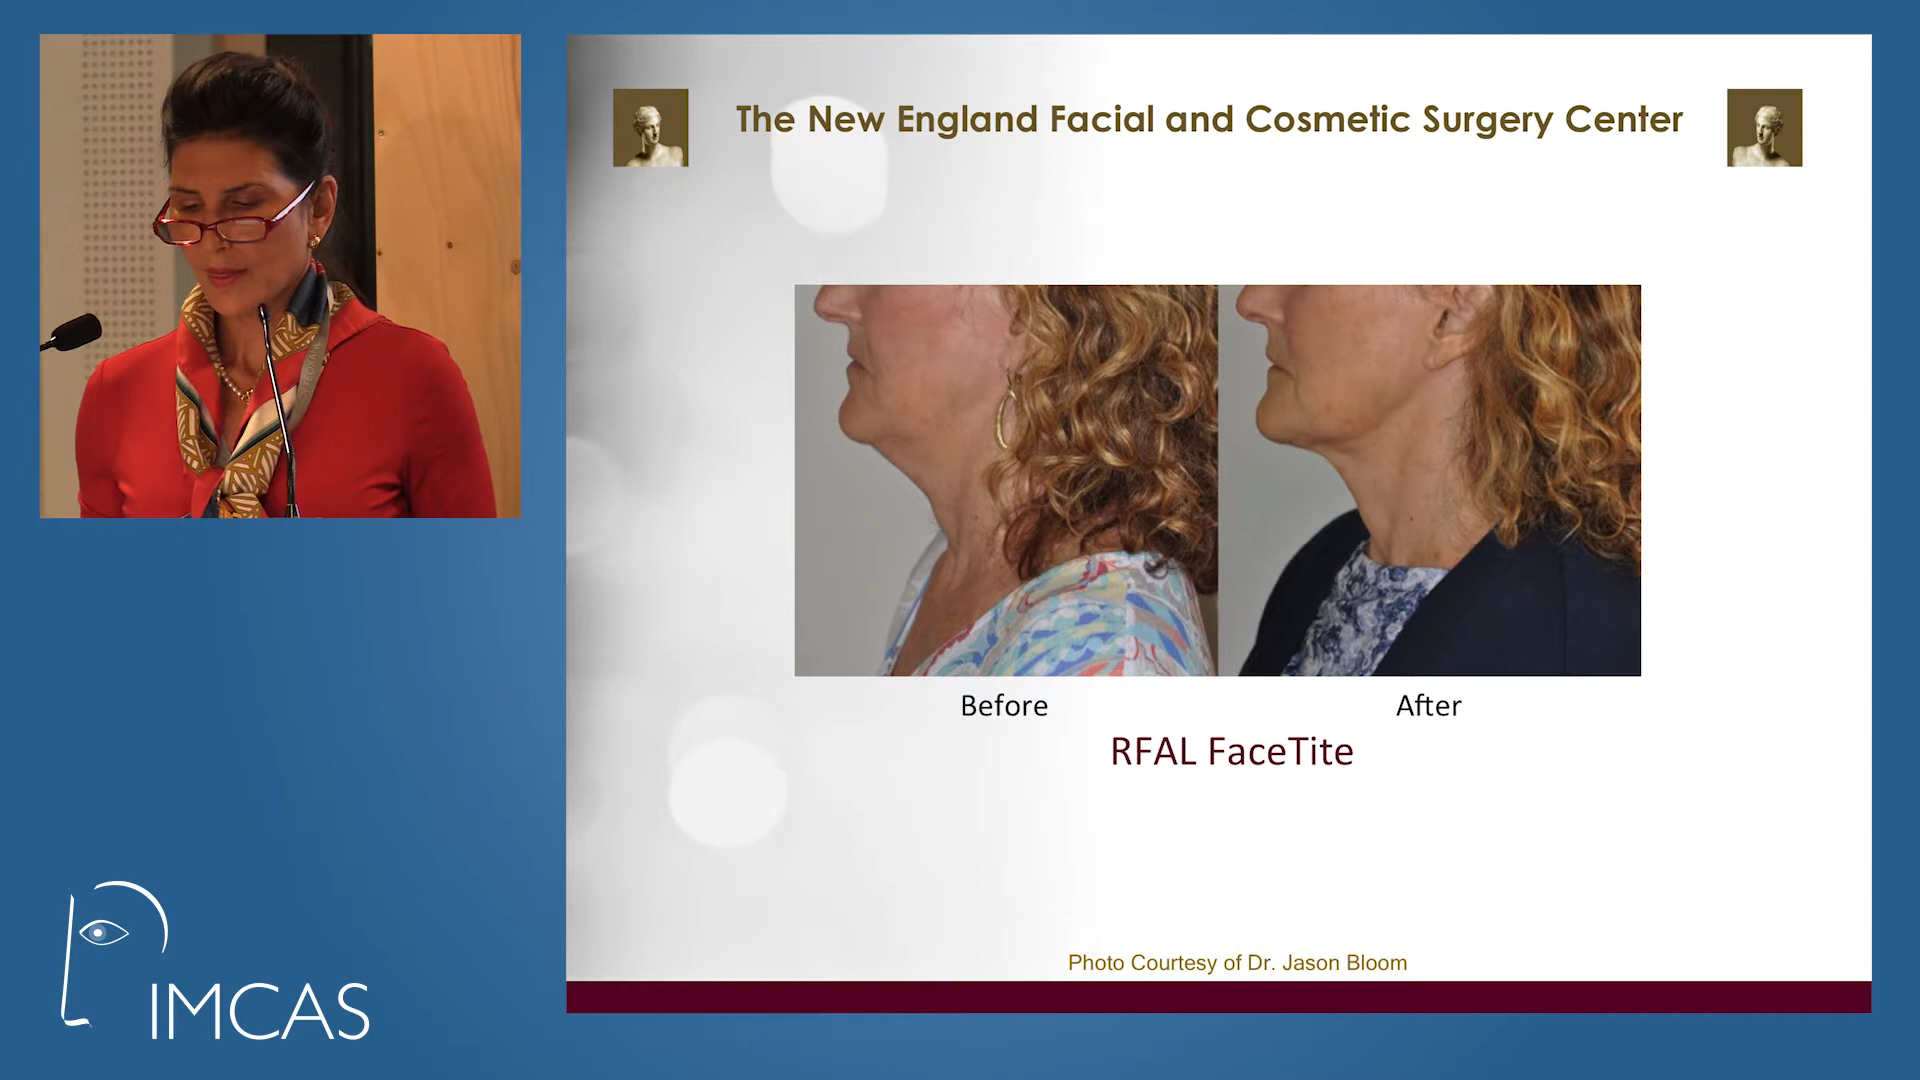 The New England Facial and Cosmetic Surgery Center
Before
After
RFAL FaceTite
Photo Courtesy of Dr. Jason Bloom
IMCAS